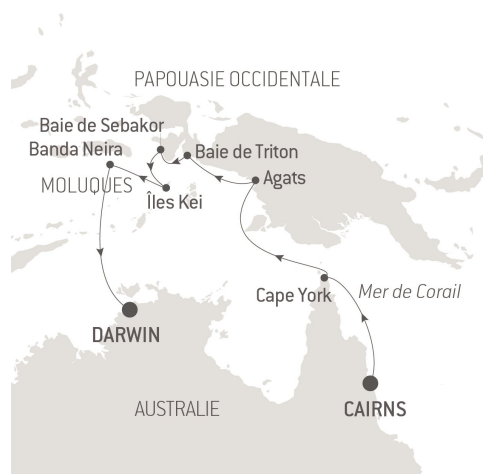 PAPOUASIE OCCIDENTALE
Baie de Sebakor
Banda Neira
Baie de Triton
Agats
MOLUQUES
Îles Kei
Cape York
Mer de Corail
DARWIN
AUSTRALIE
CAIRNS